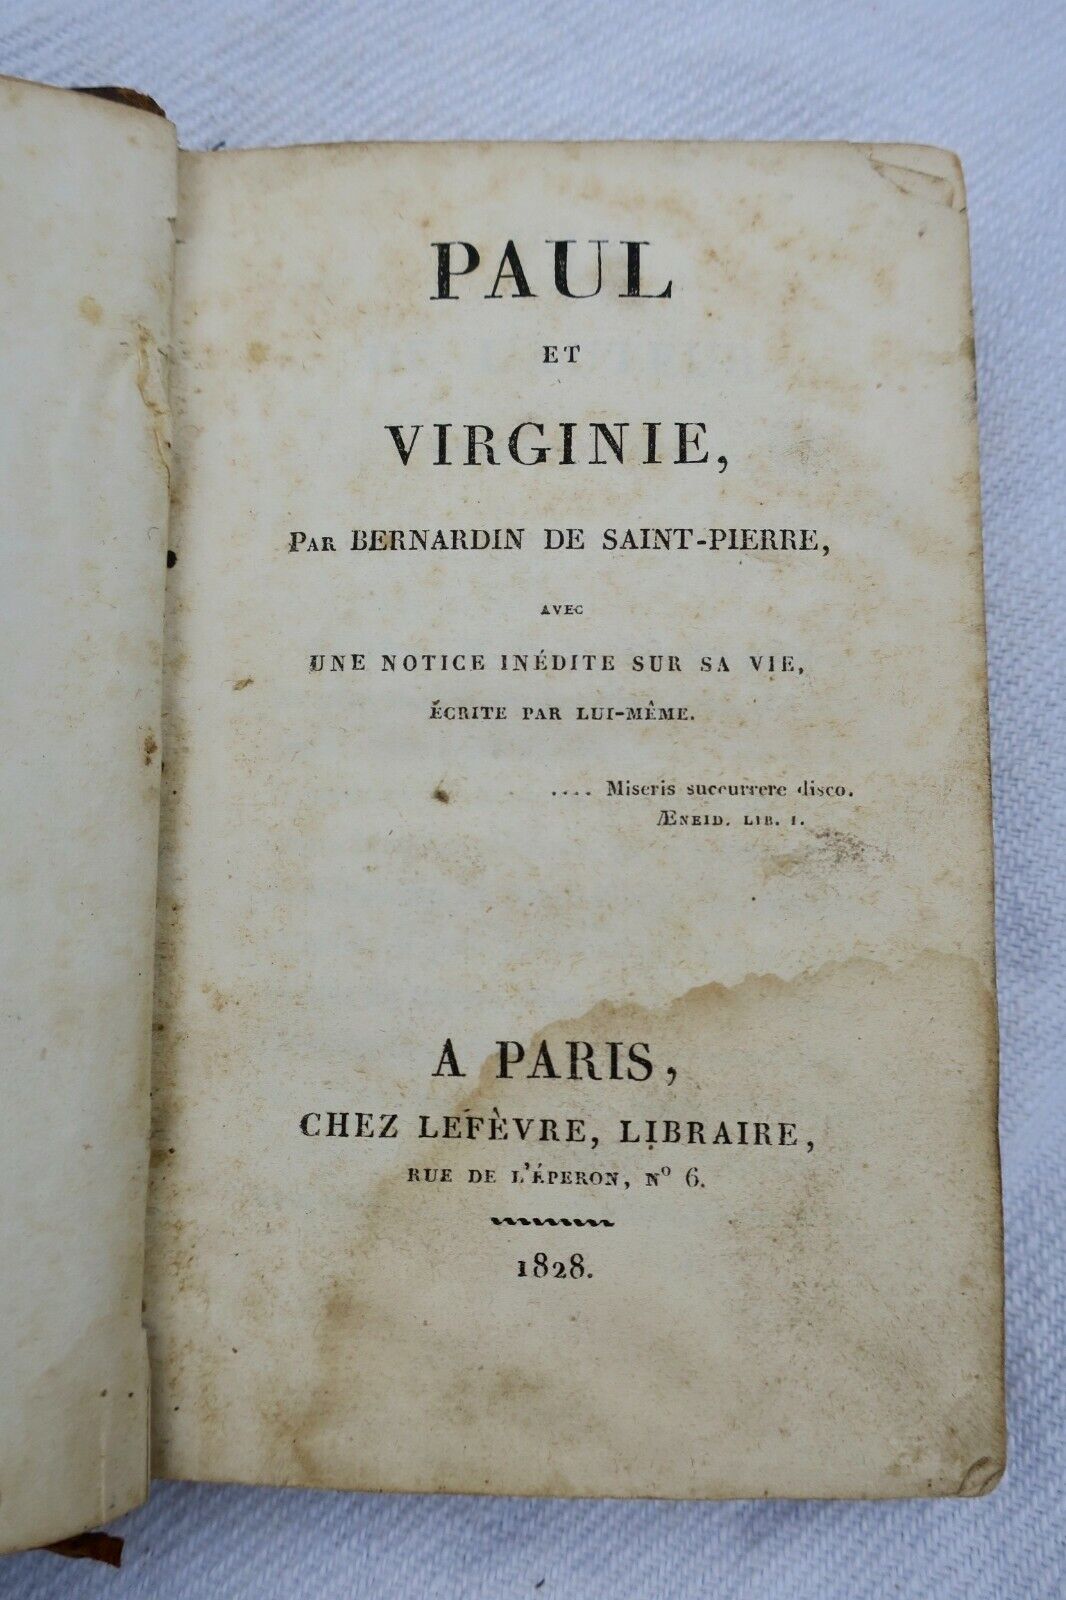 PAUL
ET
VIRGINIE,
PAR BERNARDIN DE SAINT-PIERRE,
AVEC
UNE NOTICE INÉDITE SUR SA VIE,
ÉCRITE PAR LUI-MÊME.
.... Miseris succurrere disco.
ÆNEID. LIB. I.
A PARIS,
CHEZ LEFÈVRE, LIBRAIRE,
RUE DE L'ÉPERON, Nº 6.
1828.